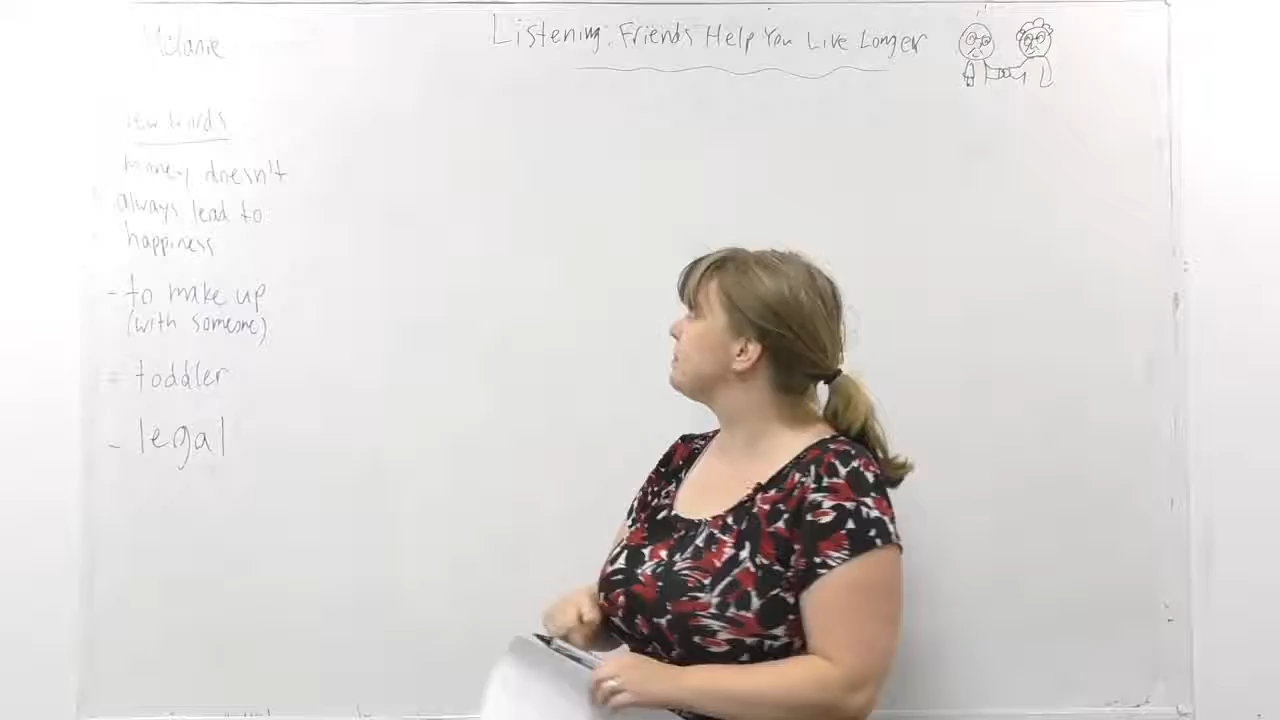 Melanie
Listening: Friends Help You Live Longer
new words
money doesn't
always lead to
happiness
- to make up
(with someone)
- toddler
- legal